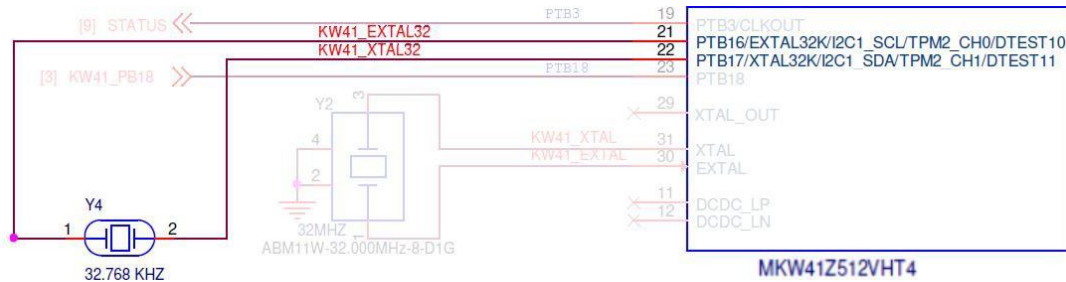 PTB3
19
[9] STATUS
PTB3/CLKOUT
KW41_EXTAL32
21
PTB16/EXTAL32K/I2C1_SCL/TPM2_CH0/DTEST10
KW41_XTAL32
22
PTB17/XTAL32K/I2C1_SDA/TPM2_CH1/DTEST11
[3] KW41_PB18
PTB18
23
PTB18
Y2
3
29
XTAL_OUT
4
KW41_XTAL
31
XTAL
KW41_EXTAL
30
EXTAL
2
11
DCDC_LP
12
DCDC_LN
Y4
1
2
32MHZ
1
ABM11W-32.000MHz-8-D1G
32.768 KHZ
MKW41Z512VHT4